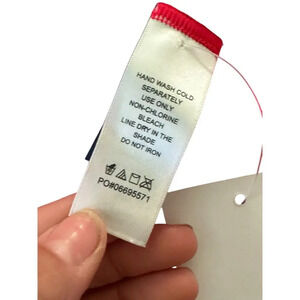 HAND WASH COLD
SEPARATELY
USE ONLY
NON-CHLORINE
BLEACH
LINE DRY IN THE
SHADE
DO NOT IRON
PO#06695571